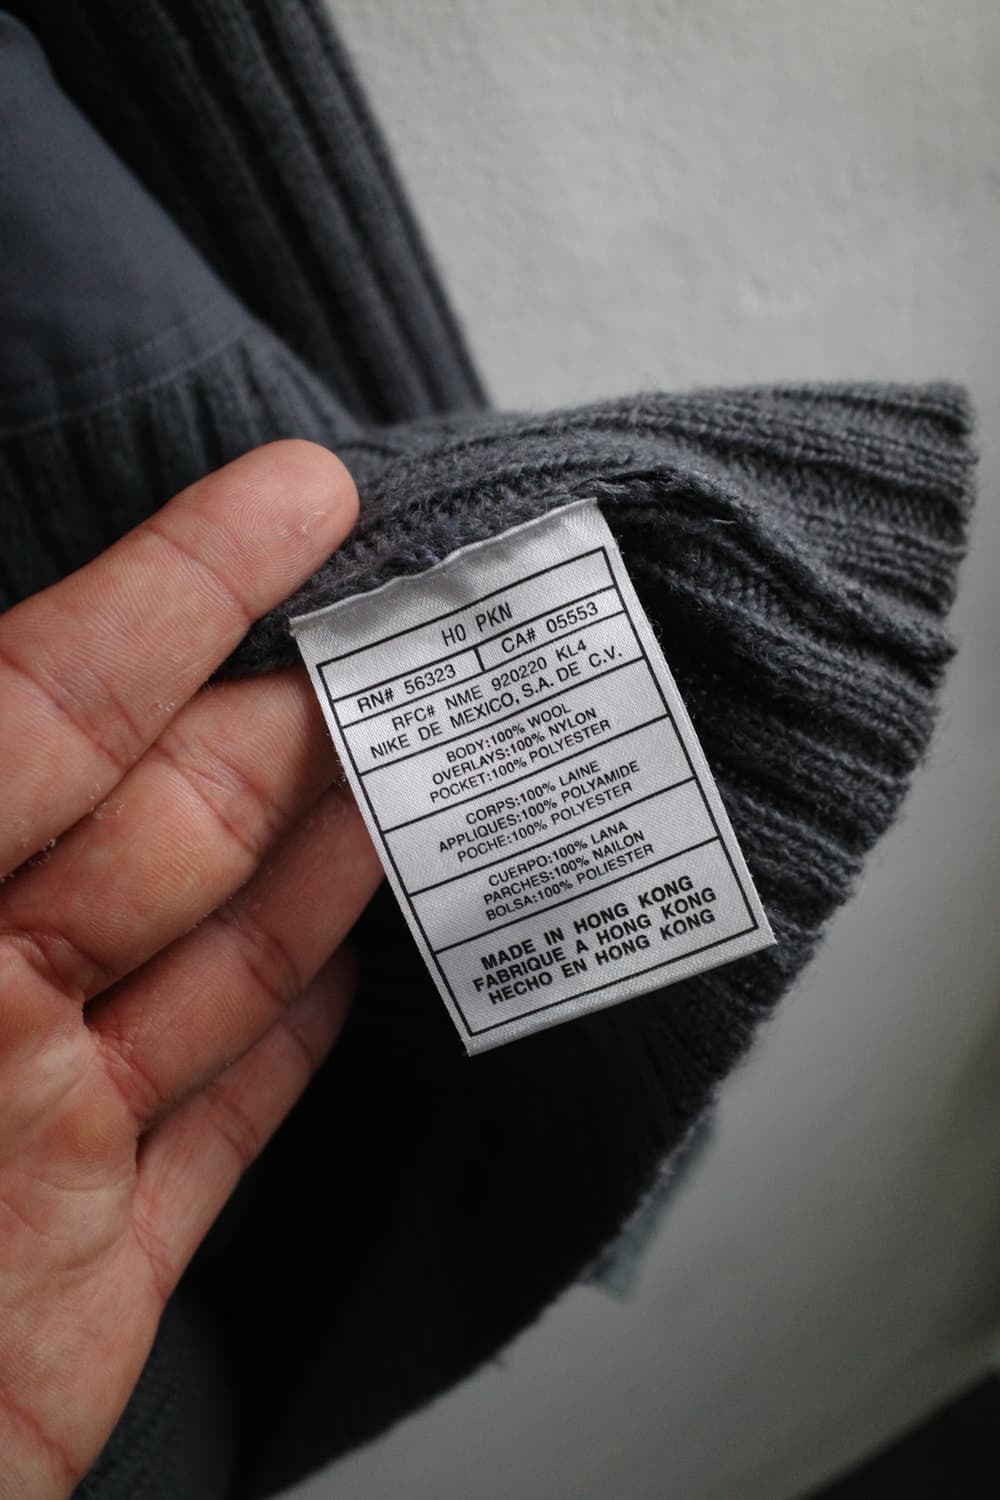 HO PKN
RN# 56323 CA# 05553
RFC# NME 920220 KL4
NIKE DE MEXICO, S.A. DE C.V.
BODY:100% WOOL
OVERLAYS:100% NYLON
POCKET:100% POLYESTER
CORPS:100% LAINE
APPLIQUES:100% POLYAMIDE
POCHE:100% POLYESTER
CUERPO:100% LANA
PARCHES:100% NAILON
BOLSA:100% POLIESTER
MADE IN HONG KONG
FABRIQUE A HONG KONG
HECHO EN HONG KONG